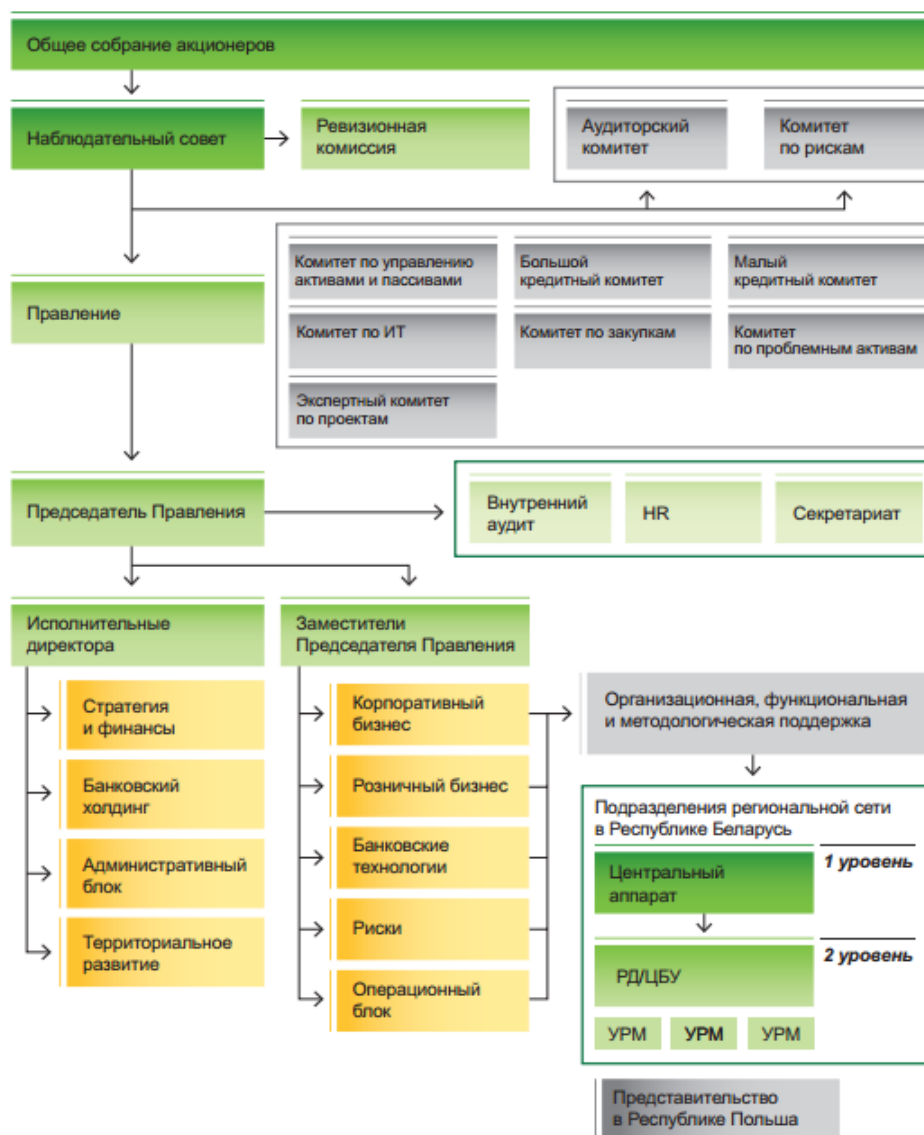 Общее собрание акционеров
Наблюдательный совет
Ревизионная
комиссия
Аудиторский
комитет
Комитет
по рискам
Комитет по управлению
активами и пассивами
Большой
кредитный комитет
Малый
кредитный комитет
Правление
Комитет по ИТ
Комитет по закупкам
Комитет
по проблемным активам
Экспертный комитет
по проектам
Председатель Правления
Внутренний
аудит
HR
Секретариат
Исполнительные
директора
Заместители
Председателя Правления
Стратегия
и финансы
Банковский
холдинг
Административный
блок
Территориальное
развитие
Корпоративный
бизнес
Розничный бизнес
Банковские
технологии
Риски
Операционный
блок
Организационная, функциональная
и методологическая поддержка
Подразделения региональной сети
в Республике Беларусь
Центральный
аппарат
1 уровень
РД/ЦБУ
2 уровень
УРМ УРМ УРМ
Представительство
в Республике Польша